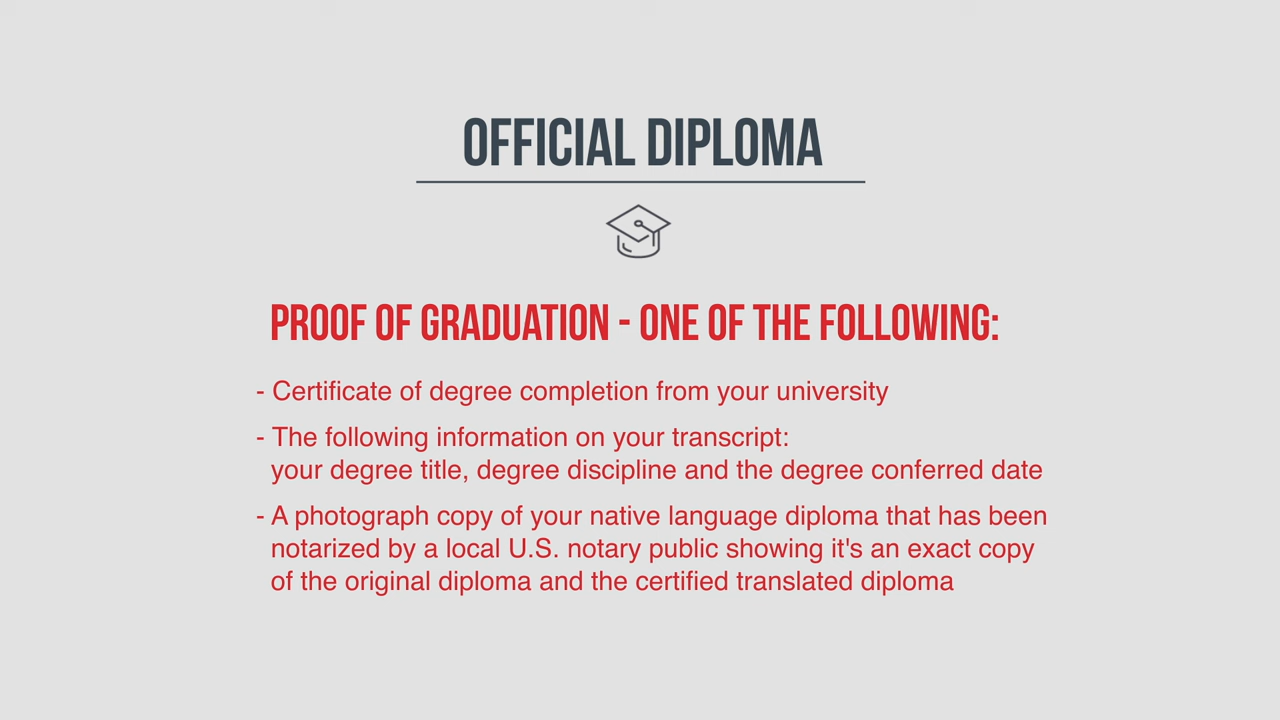 OFFICIAL DIPLOMA
PROOF OF GRADUATION - ONE OF THE FOLLOWING:
- Certificate of degree completion from your university
- The following information on your transcript:
your degree title, degree discipline and the degree conferred date
- A photograph copy of your native language diploma that has been
notarized by a local U.S. notary public showing it's an exact copy
of the original diploma and the certified translated diploma